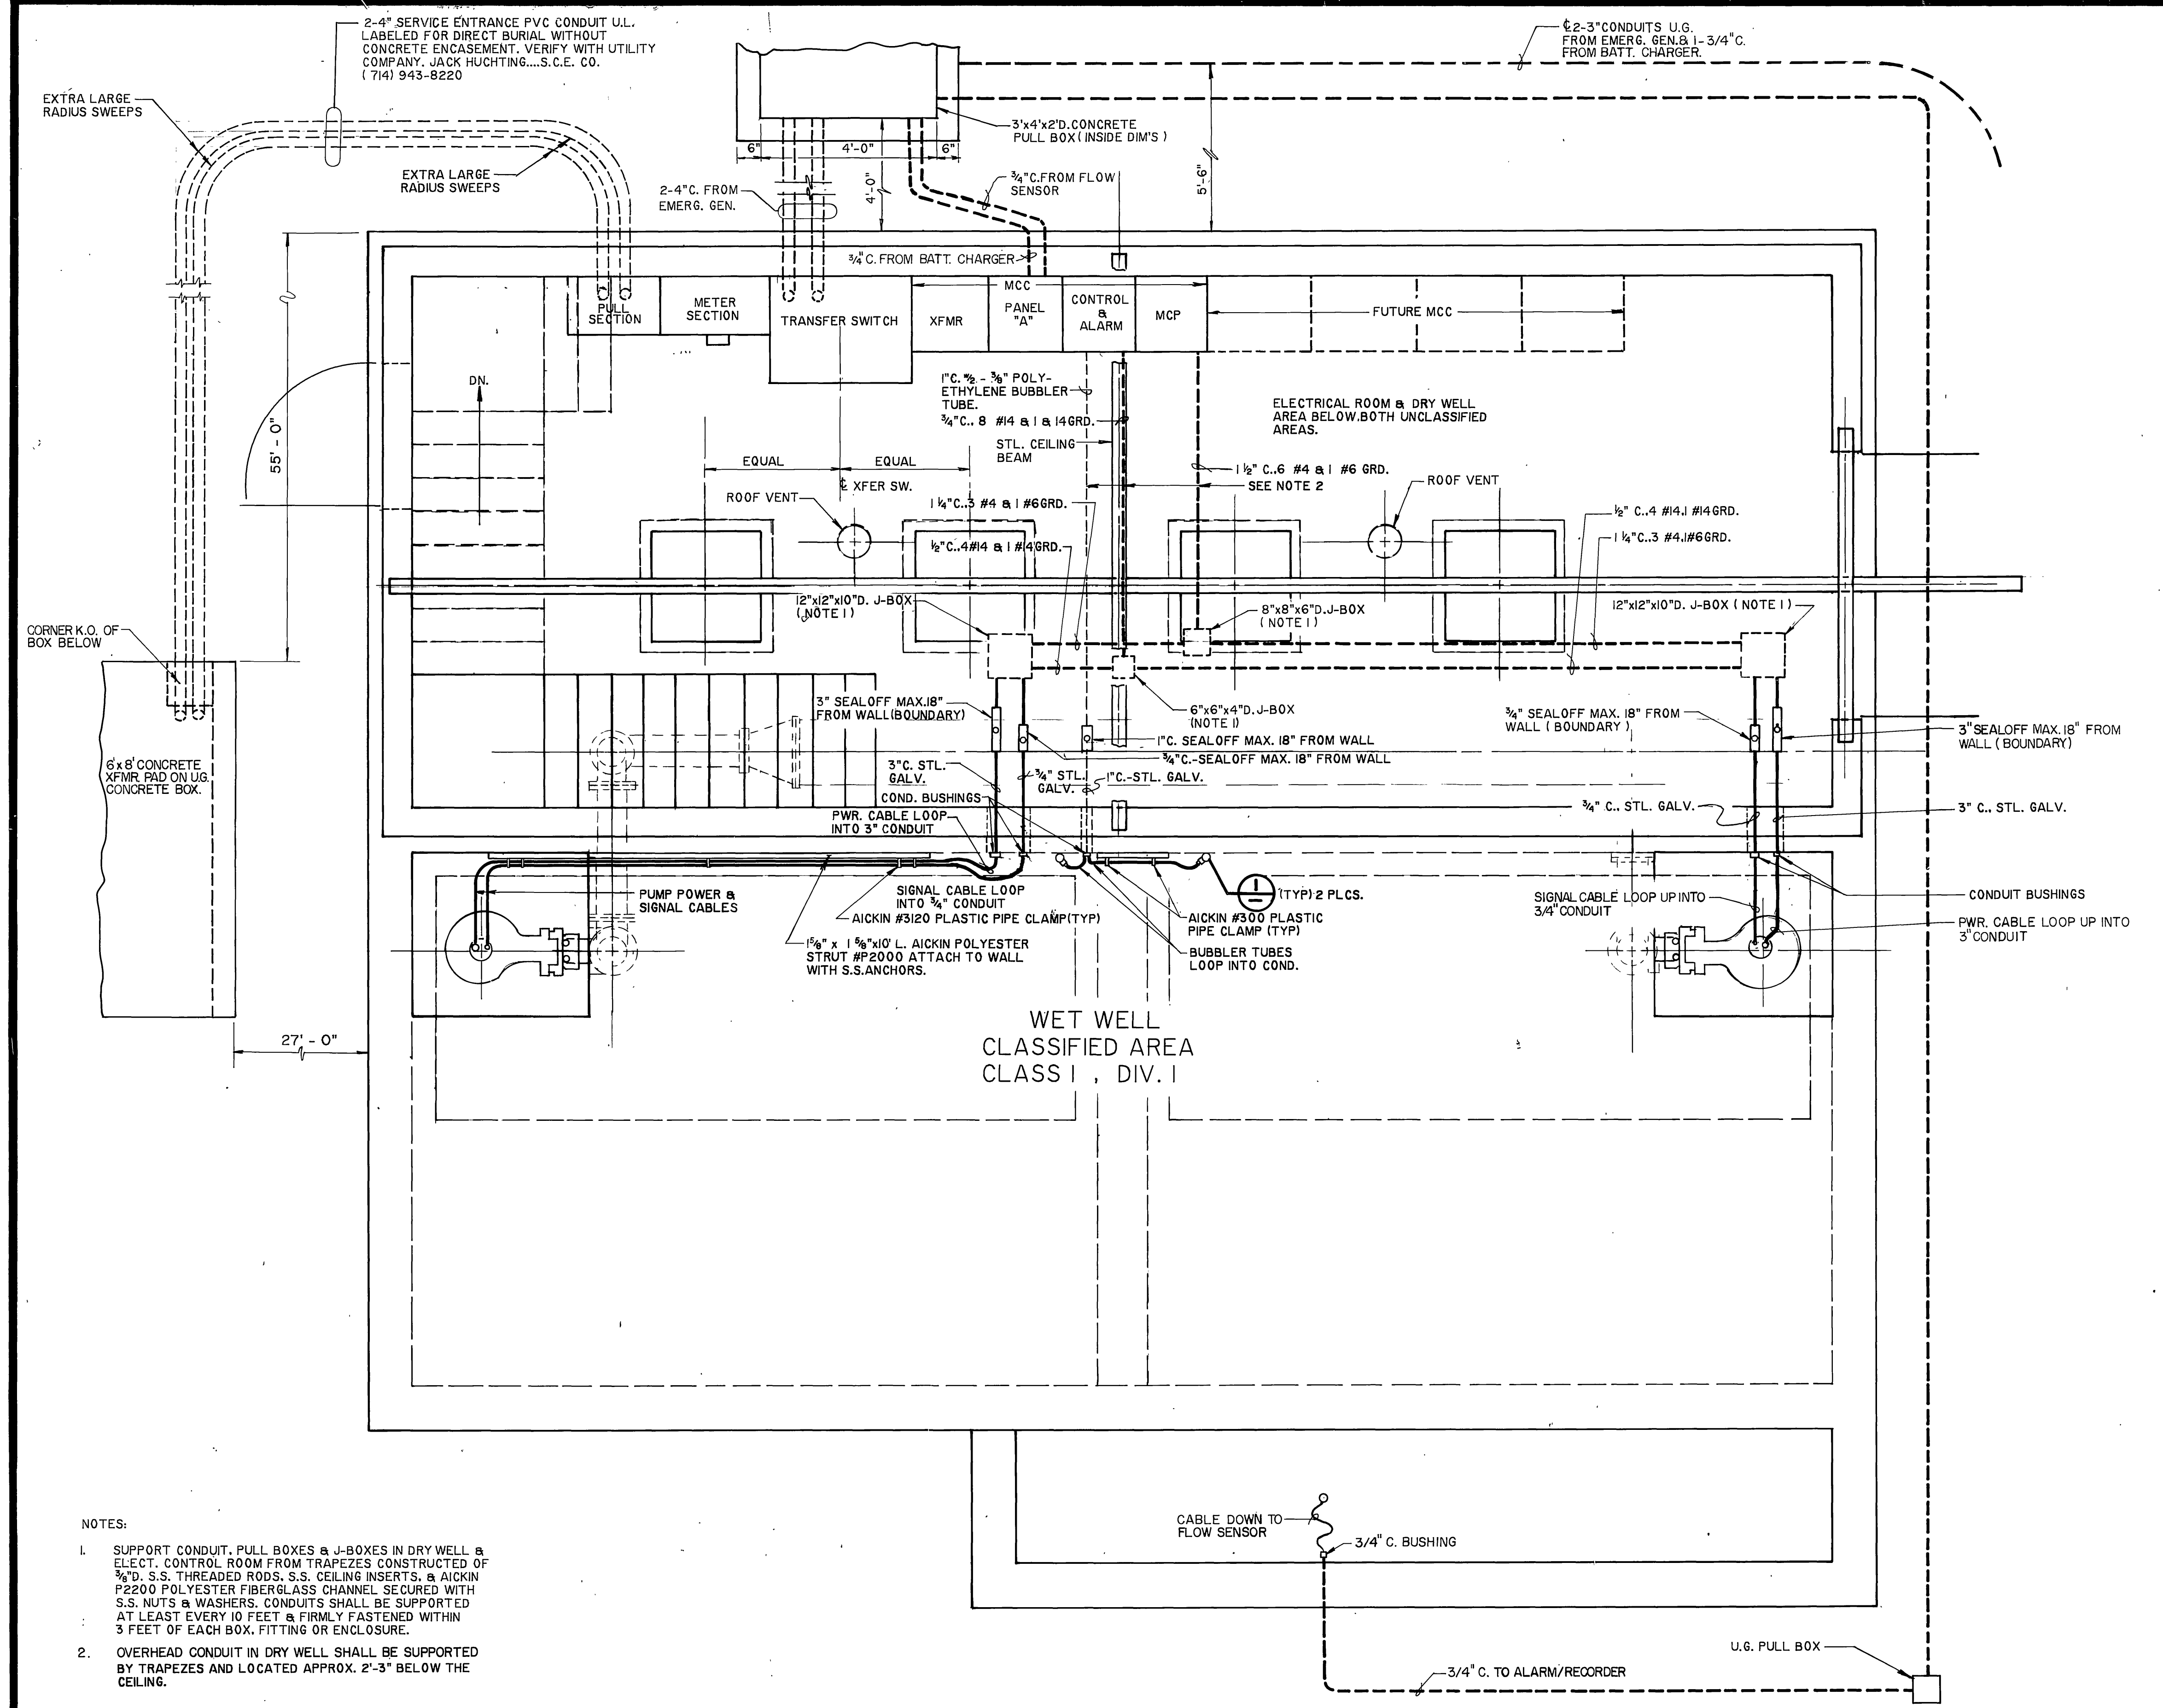 2-4" SERVICE ENTRANCE PVC CONDUIT U.L.
LABELED FOR DIRECT BURIAL WITHOUT
CONCRETE ENCASEMENT. VERIFY WITH UTILITY
COMPANY. JACK HUCHTING....S.C.E. CO.
(714) 943-8220
℄2-3"CONDUITS U.G.
FROM EMERG. GEN.& 1-3/4"C.
FROM BATT. CHARGER.
EXTRA LARGE
RADIUS SWEEPS
EXTRA LARGE
RADIUS SWEEPS
3'x4'x2'D.CONCRETE
PULL BOX(INSIDE DIM'S)
6"
4'-0"
6"
4'-0"
5'-6"
2-4"C. FROM
EMERG. GEN.
3/4"C.FROM FLOW
SENSOR
3/4"C. FROM BATT. CHARGER
MCC
PULL
SECTION
METER
SECTION
TRANSFER SWITCH
XFMR
PANEL
"A"
CONTROL
&
ALARM
MCP
FUTURE MCC
DN.
55'-0"
1"C. W/2 - 3/8" POLY-
ETHYLENE BUBBLER
TUBE.
3/4"C.. 8 #14 & 1 & 14GRD.
STL. CEILING
BEAM
ELECTRICAL ROOM & DRY WELL
AREA BELOW.BOTH UNCLASSIFIED
AREAS.
EQUAL
EQUAL
℄ XFER SW.
1 1/2" C..6 #4 & 1 #6 GRD.
SEE NOTE 2
ROOF VENT
ROOF VENT
1 1/4"C..3 #4 & 1 #6GRD.
1/2"C..4#14 & 1 #14GRD.
1/2" C..4 #14,1 #14GRD.
1 1/4"C..3 #4,1#6GRD.
12"x12"x10"D. J-BOX
(NOTE 1)
8"x8"x6"D.J-BOX
(NOTE 1)
12"x12"x10"D. J-BOX (NOTE 1)
CORNER K.O. OF
BOX BELOW
6'x8' CONCRETE
XFMR PAD ON U.G.
CONCRETE BOX.
3" SEALOFF MAX.18"
FROM WALL(BOUNDARY)
6"x6"x4"D.J-BOX
(NOTE 1)
1"C. SEALOFF MAX. 18" FROM WALL
3/4"C.-SEALOFF MAX. 18" FROM WALL
3/4" SEALOFF MAX. 18" FROM
WALL (BOUNDARY)
3"SEALOFF MAX. 18" FROM
WALL (BOUNDARY)
3"C. STL.
GALV.
3/4" STL.
GALV.
1"C.-STL. GALV.
COND. BUSHINGS
PWR. CABLE LOOP
INTO 3" CONDUIT
3/4" C., STL. GALV.
3" C., STL. GALV.
PUMP POWER &
SIGNAL CABLES
SIGNAL CABLE LOOP
INTO 3/4" CONDUIT
AICKIN #3120 PLASTIC PIPE CLAMP(TYP)
1 5/8" x 1 5/8"x10' L. AICKIN POLYESTER
STRUT #P2000 ATTACH TO WALL
WITH S.S.ANCHORS.
1
(TYP) 2 PLCS.
AICKIN #300 PLASTIC
PIPE CLAMP (TYP)
BUBBLER TUBES
LOOP INTO COND.
SIGNAL CABLE LOOP UP INTO
3/4"CONDUIT
CONDUIT BUSHINGS
PWR. CABLE LOOP UP INTO
3"CONDUIT
27'-0"
WET WELL
CLASSIFIED AREA
CLASS 1 , DIV. 1
CABLE DOWN TO
FLOW SENSOR
3/4" C. BUSHING
U.G. PULL BOX
3/4" C. TO ALARM/RECORDER
NOTES:
1. SUPPORT CONDUIT, PULL BOXES & J-BOXES IN DRY WELL &
ELECT. CONTROL ROOM FROM TRAPEZES CONSTRUCTED OF
3/8"D. S.S. THREADED RODS, S.S. CEILING INSERTS, & AICKIN
P2200 POLYESTER FIBERGLASS CHANNEL SECURED WITH
S.S. NUTS & WASHERS. CONDUITS SHALL BE SUPPORTED
AT LEAST EVERY 10 FEET & FIRMLY FASTENED WITHIN
3 FEET OF EACH BOX, FITTING OR ENCLOSURE.
2. OVERHEAD CONDUIT IN DRY WELL SHALL BE SUPPORTED
BY TRAPEZES AND LOCATED APPROX. 2'-3" BELOW THE
CEILING.